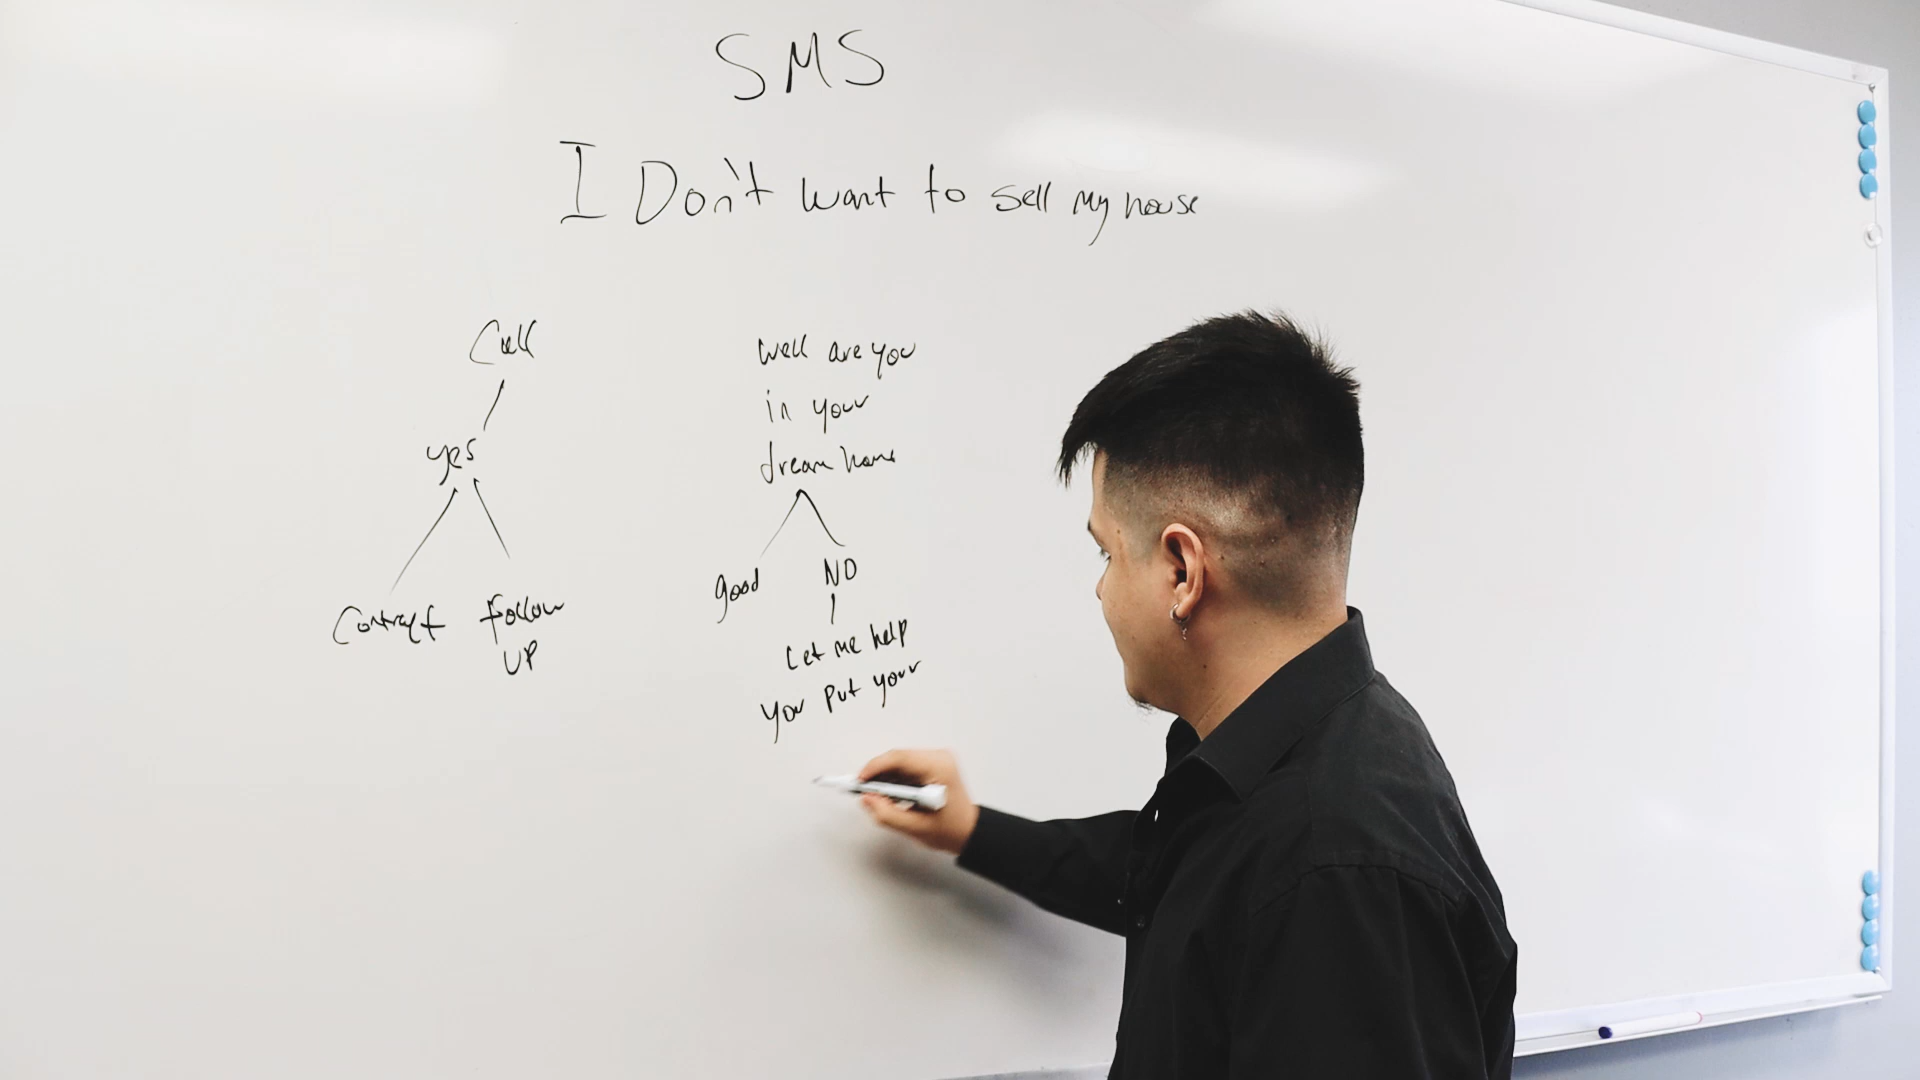 SMS
I Don't want to sell my house
Call
yes
Contract
Follow
UP
Well are you
in your
dream home
good
NO
Let me help
you put your